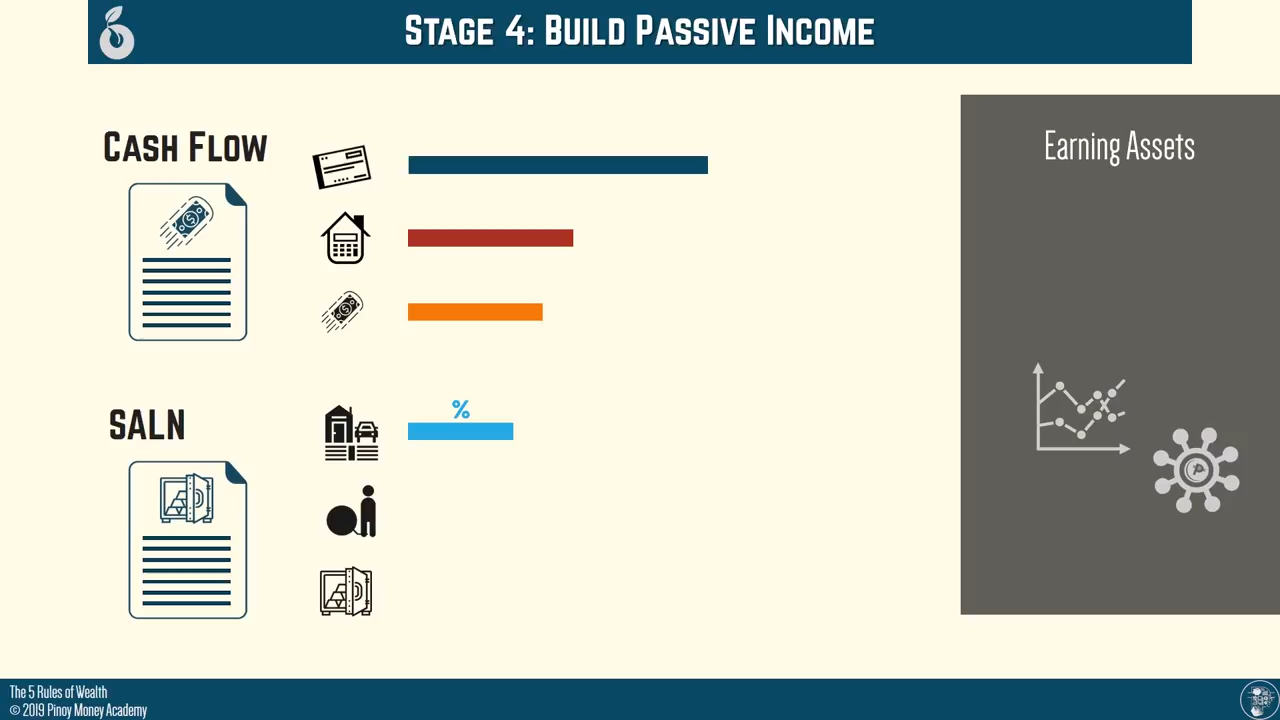 Stage 4: Build Passive Income
Cash Flow
Earning Assets
%
SALN
The 5 Rules of Wealth
© 2019 Pinoy Money Academy